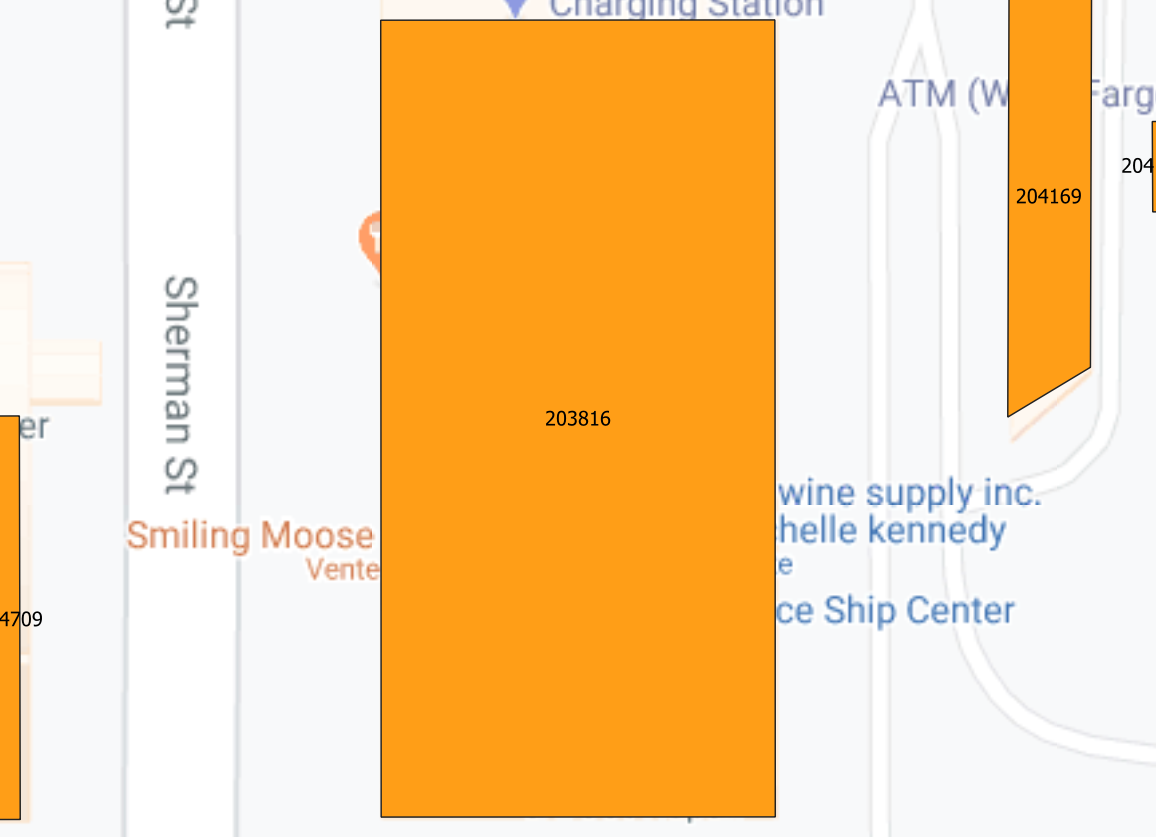 St
Charging Station
ATM (W
Farg
204
204169
Sherman St
er
203816
wine supply inc.
Smiling Moose
helle kennedy
Vente
e
ce Ship Center
4709